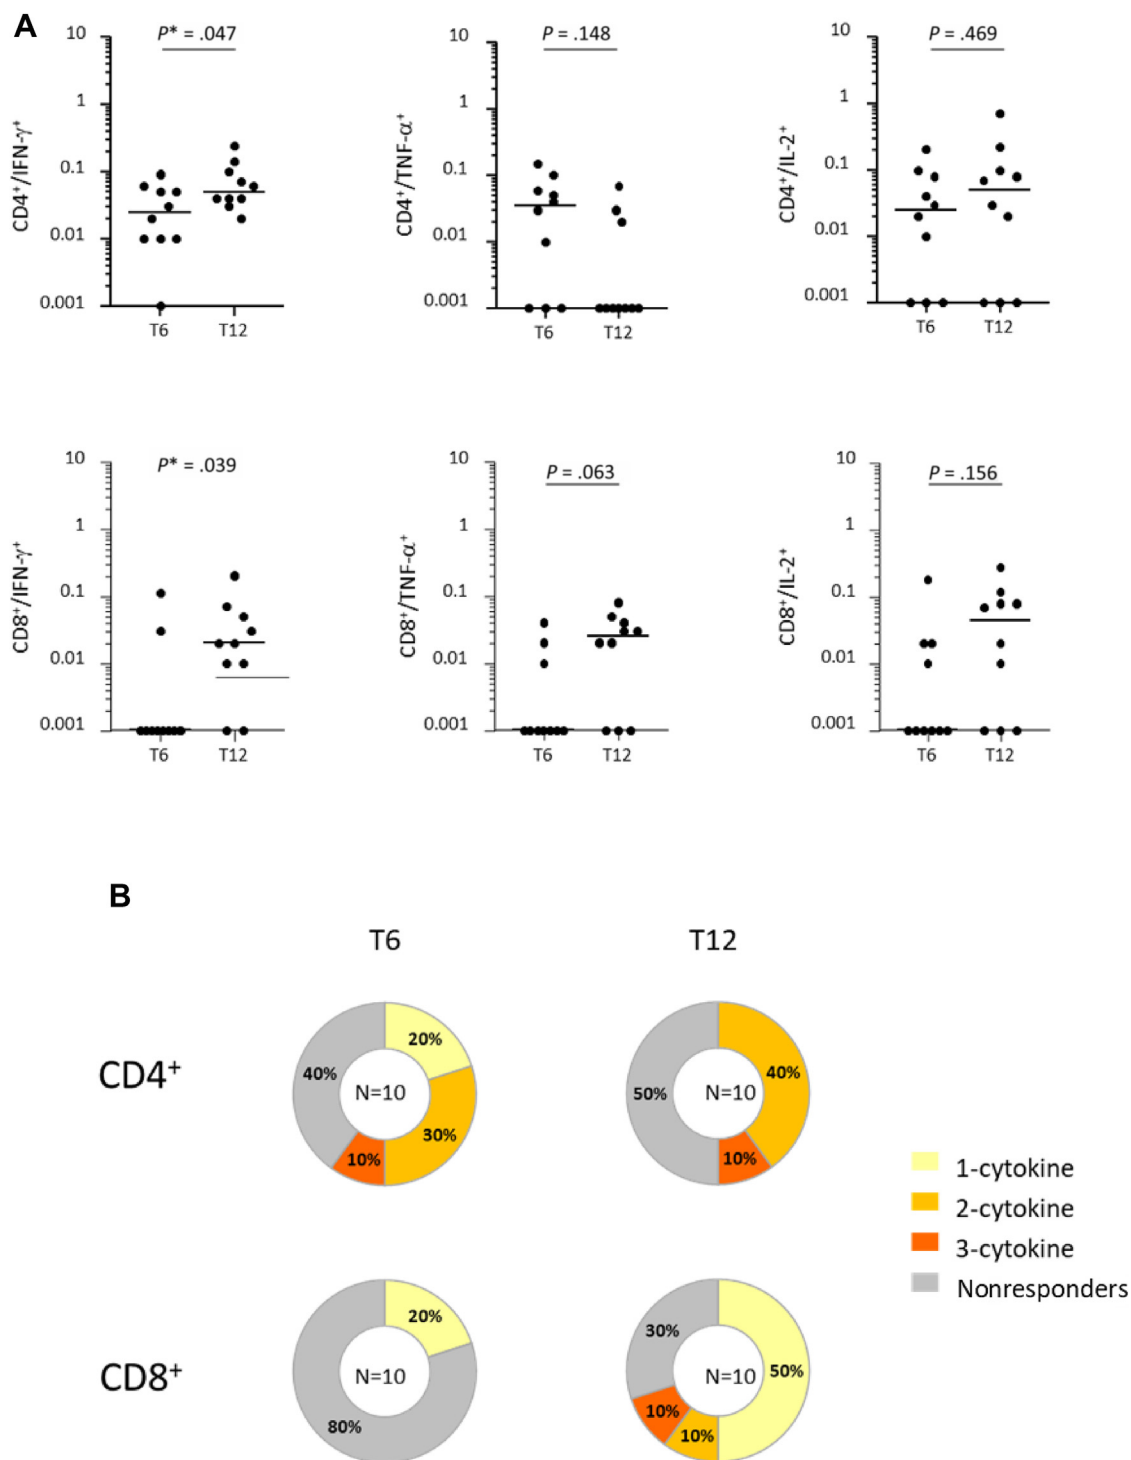 A
P* = .047
P = .148
P = .469
CD4+/IFN-γ+
10
1
0.1
0.01
0.001
T6
T12
CD4+/TNF-α+
10
1
0.1
0.01
0.001
T6
T12
CD4+/IL-2+
10
1
0.1
0.01
0.001
T6
T12
P* = .039
P = .063
P = .156
CD8+/IFN-γ+
10
1
0.1
0.01
0.001
T6
T12
CD8+/TNF-α+
10
1
0.1
0.01
0.001
T6
T12
CD8+/IL-2+
10
1
0.1
0.01
0.001
T6
T12
B
T6
T12
CD4+
20%
30%
10%
40%
N=10
40%
10%
50%
N=10
CD8+
20%
80%
N=10
50%
10%
10%
30%
N=10
1-cytokine
2-cytokine
3-cytokine
Nonresponders